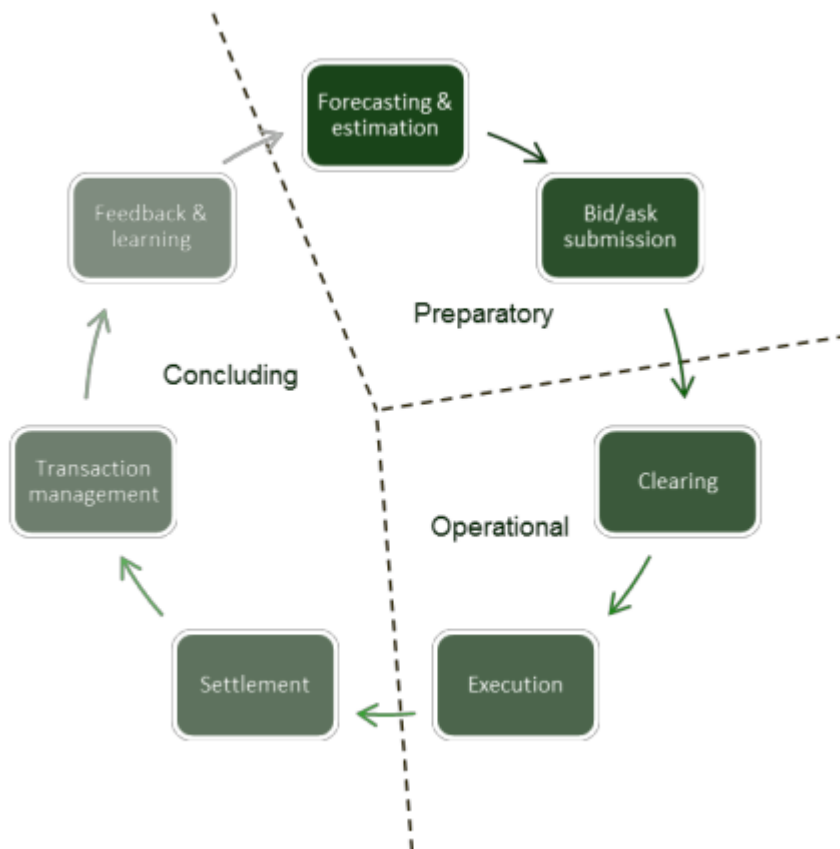 Forecasting &
estimation
Bid/ask
submission
Preparatory
Clearing
Operational
Execution
Settlement
Transaction
management
Concluding
Feedback &
learning